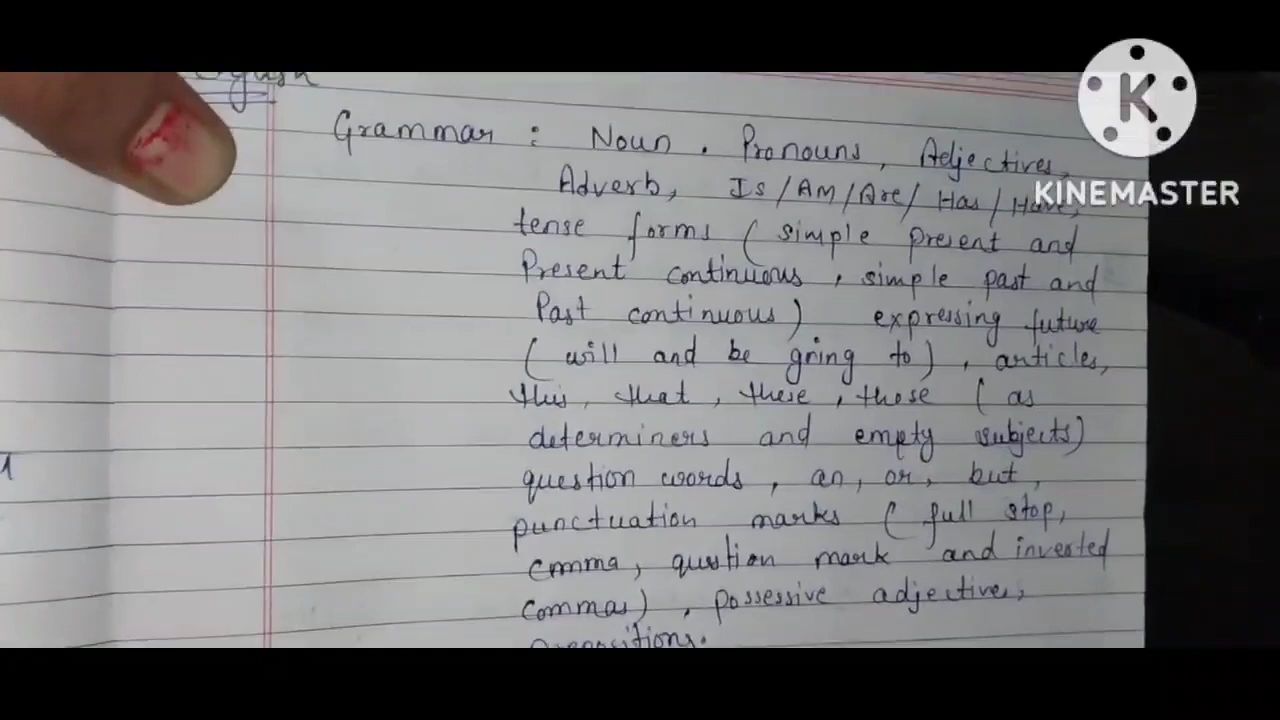 Grammar : Noun . Pronouns, Adjectives,
Adverb, Is/AM/Are/ Has/Have,
tense forms ( simple present and
Present continuous , simple past and
Past continuous) expressing future
( will and be going to) , articles,
this, that , these , those ( as
determiners and empty subjects)
question words , an, or, but,
punctuation marks ( full stop,
comma, question mark and inverted
commas) , possessive adjective,
K
KINEMASTER